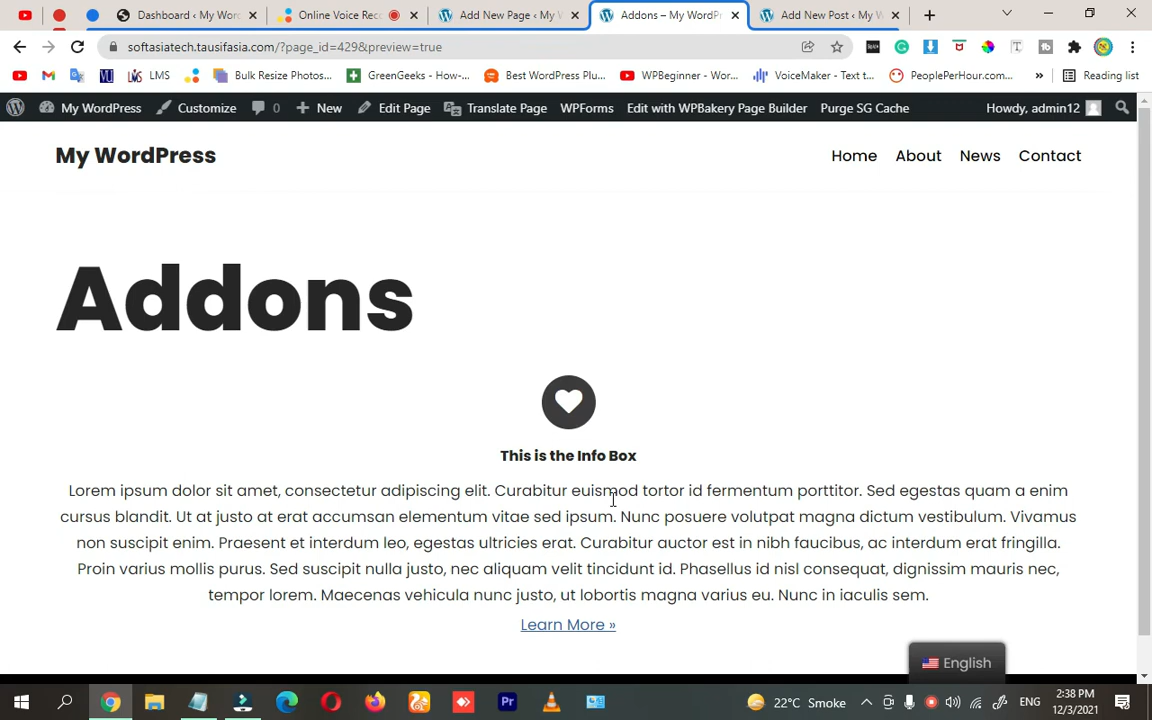 Dashboard ‹ My Wor
Online Voice Reco
Add New Page ‹ My W
Addons – My WordPr
Add New Post ‹ My W
softasiatech.tausifasia.com/?page_id=429&preview=true
LMS
Bulk Resize Photos...
GreenGeeks - How-...
Best WordPress Plu...
WPBeginner - Wor...
VoiceMaker - Text t...
PeoplePerHour.com...
»
Reading list
My WordPress
Customize
0
New
Edit Page
Translate Page
WPForms
Edit with WPBakery Page Builder
Purge SG Cache
Howdy, admin12
My WordPress
Home
About
News
Contact
Addons
This is the Info Box
Lorem ipsum dolor sit amet, consectetur adipiscing elit. Curabitur euismod tortor id fermentum porttitor. Sed egestas quam a enim
cursus blandit. Ut at justo at erat accumsan elementum vitae sed ipsum. Nunc posuere volutpat magna dictum vestibulum. Vivamus
non suscipit enim. Praesent et interdum leo, egestas ultricies erat. Curabitur auctor est in nibh faucibus, ac interdum erat fringilla.
Proin varius mollis purus. Sed suscipit nulla justo, nec aliquam velit tincidunt id. Phasellus id nisl consequat, dignissim mauris nec,
tempor lorem. Maecenas vehicula nunc justo, ut lobortis magna varius eu. Nunc in iaculis sem.
Learn More »
English
Pr
22°C Smoke
ENG
2:38 PM
12/3/2021